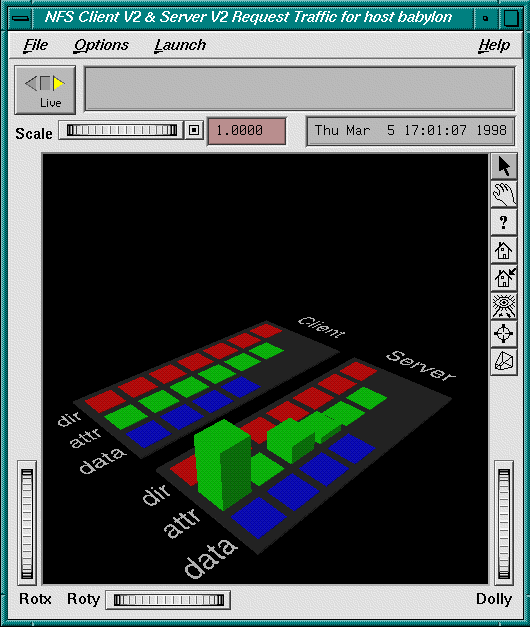 NFS Client V2 & Server V2 Request Traffic for host babylon
File Options Launch Help
Live
Scale 1.0000 Thu Mar  5 17:01:07 1998
?
Client
Server
dir
attr
data
dir
attr
data
Rotx Roty Dolly